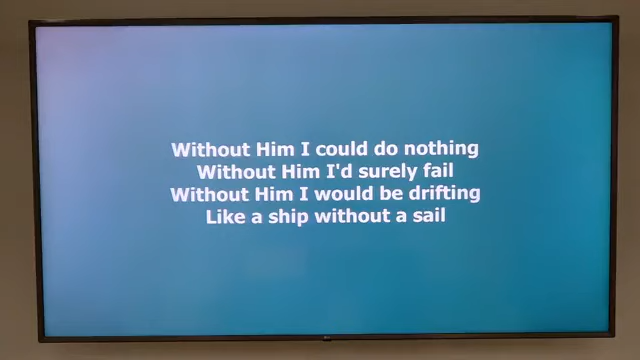 Without Him I could do nothing
Without Him I'd surely fail
Without Him I would be drifting
Like a ship without a sail